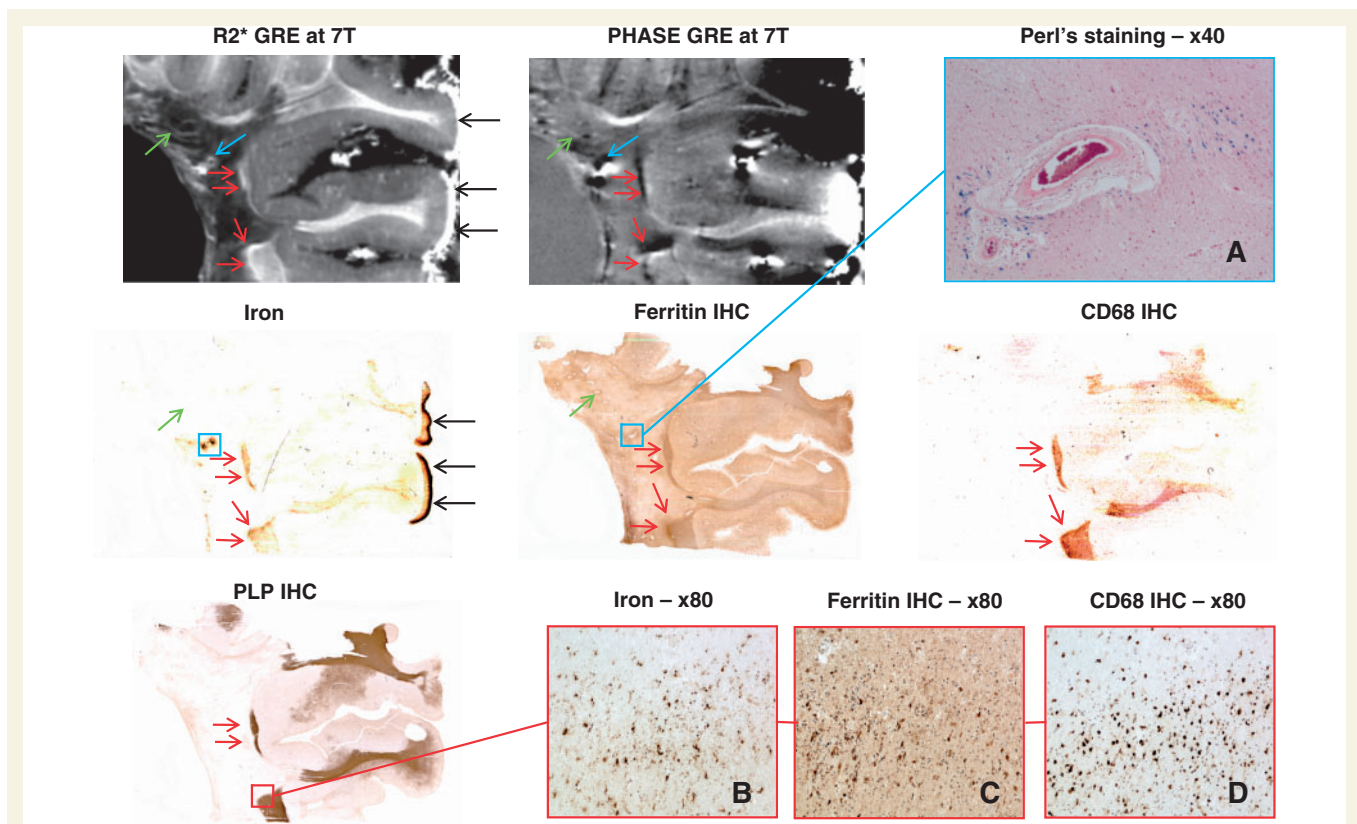 R2* GRE at 7T
PHASE GRE at 7T
Perl's staining – x40
A
Iron
Ferritin IHC
CD68 IHC
PLP IHC
Iron – x80
Ferritin IHC – x80
CD68 IHC – x80
B
C
D